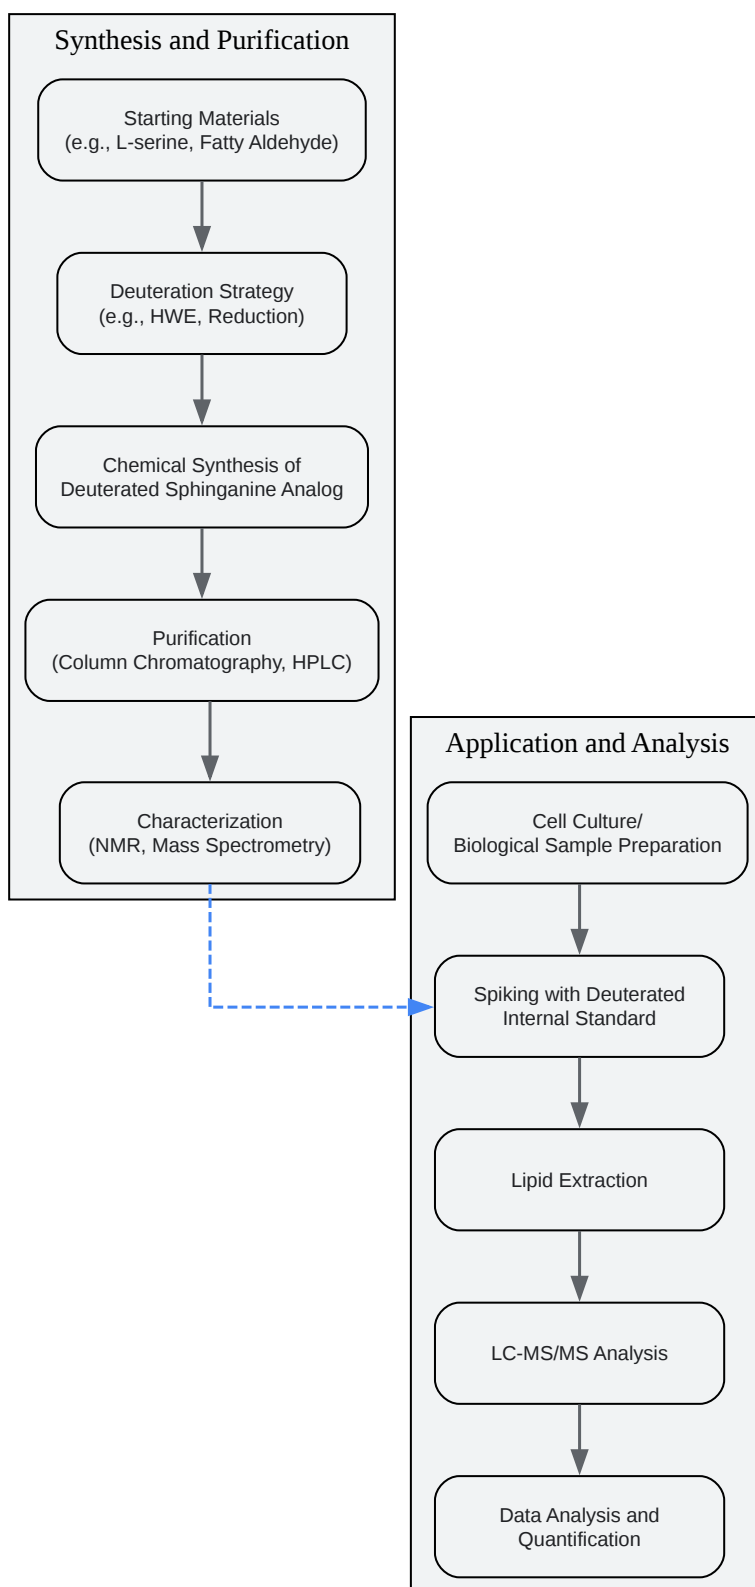 Synthesis and Purification
Starting Materials
(e.g., L-serine, Fatty Aldehyde)
Deuteration Strategy
(e.g., HWE, Reduction)
Chemical Synthesis of
Deuterated Sphinganine Analog
Purification
(Column Chromatography, HPLC)
Characterization
(NMR, Mass Spectrometry)
Application and Analysis
Cell Culture/
Biological Sample Preparation
Spiking with Deuterated
Internal Standard
Lipid Extraction
LC-MS/MS Analysis
Data Analysis and
Quantification